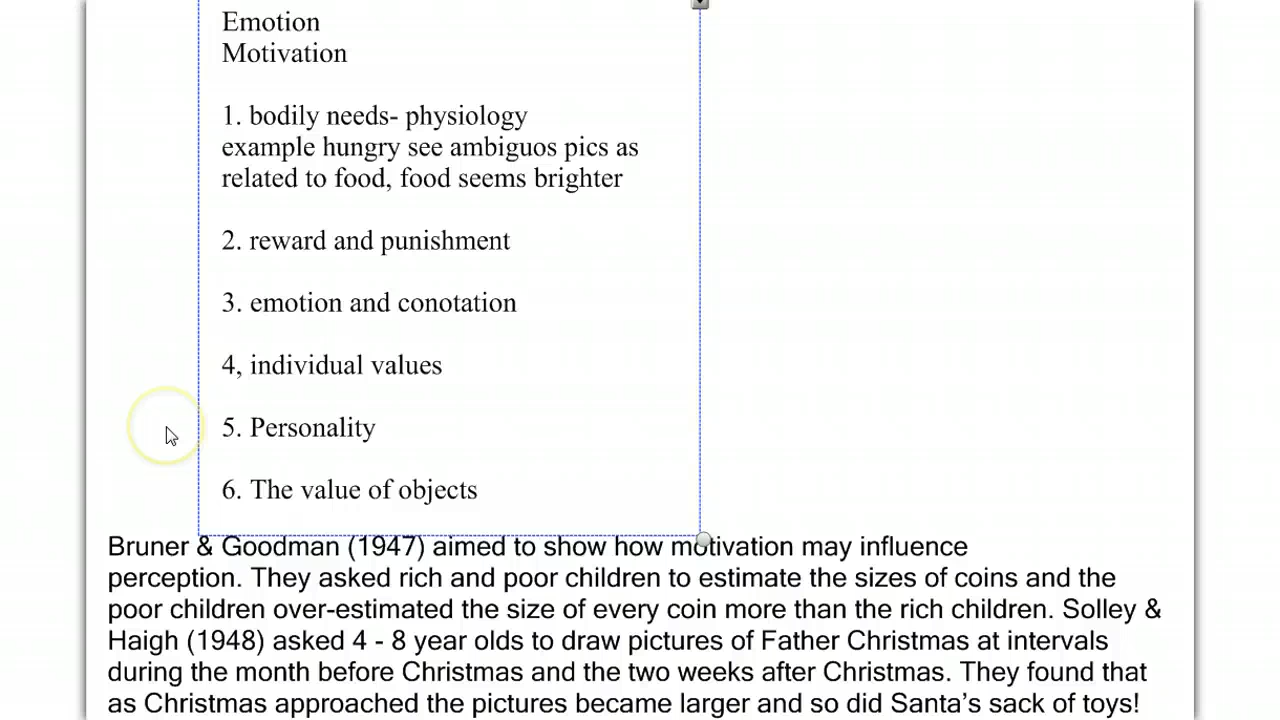 Emotion
Motivation
1. bodily needs- physiology
example hungry see ambiguos pics as
related to food, food seems brighter
2. reward and punishment
3. emotion and conotation
4, individual values
5. Personality
6. The value of objects
Bruner & Goodman (1947) aimed to show how motivation may influence
perception. They asked rich and poor children to estimate the sizes of coins and the
poor children over-estimated the size of every coin more than the rich children. Solley &
Haigh (1948) asked 4 - 8 year olds to draw pictures of Father Christmas at intervals
during the month before Christmas and the two weeks after Christmas. They found that
as Christmas approached the pictures became larger and so did Santa’s sack of toys!